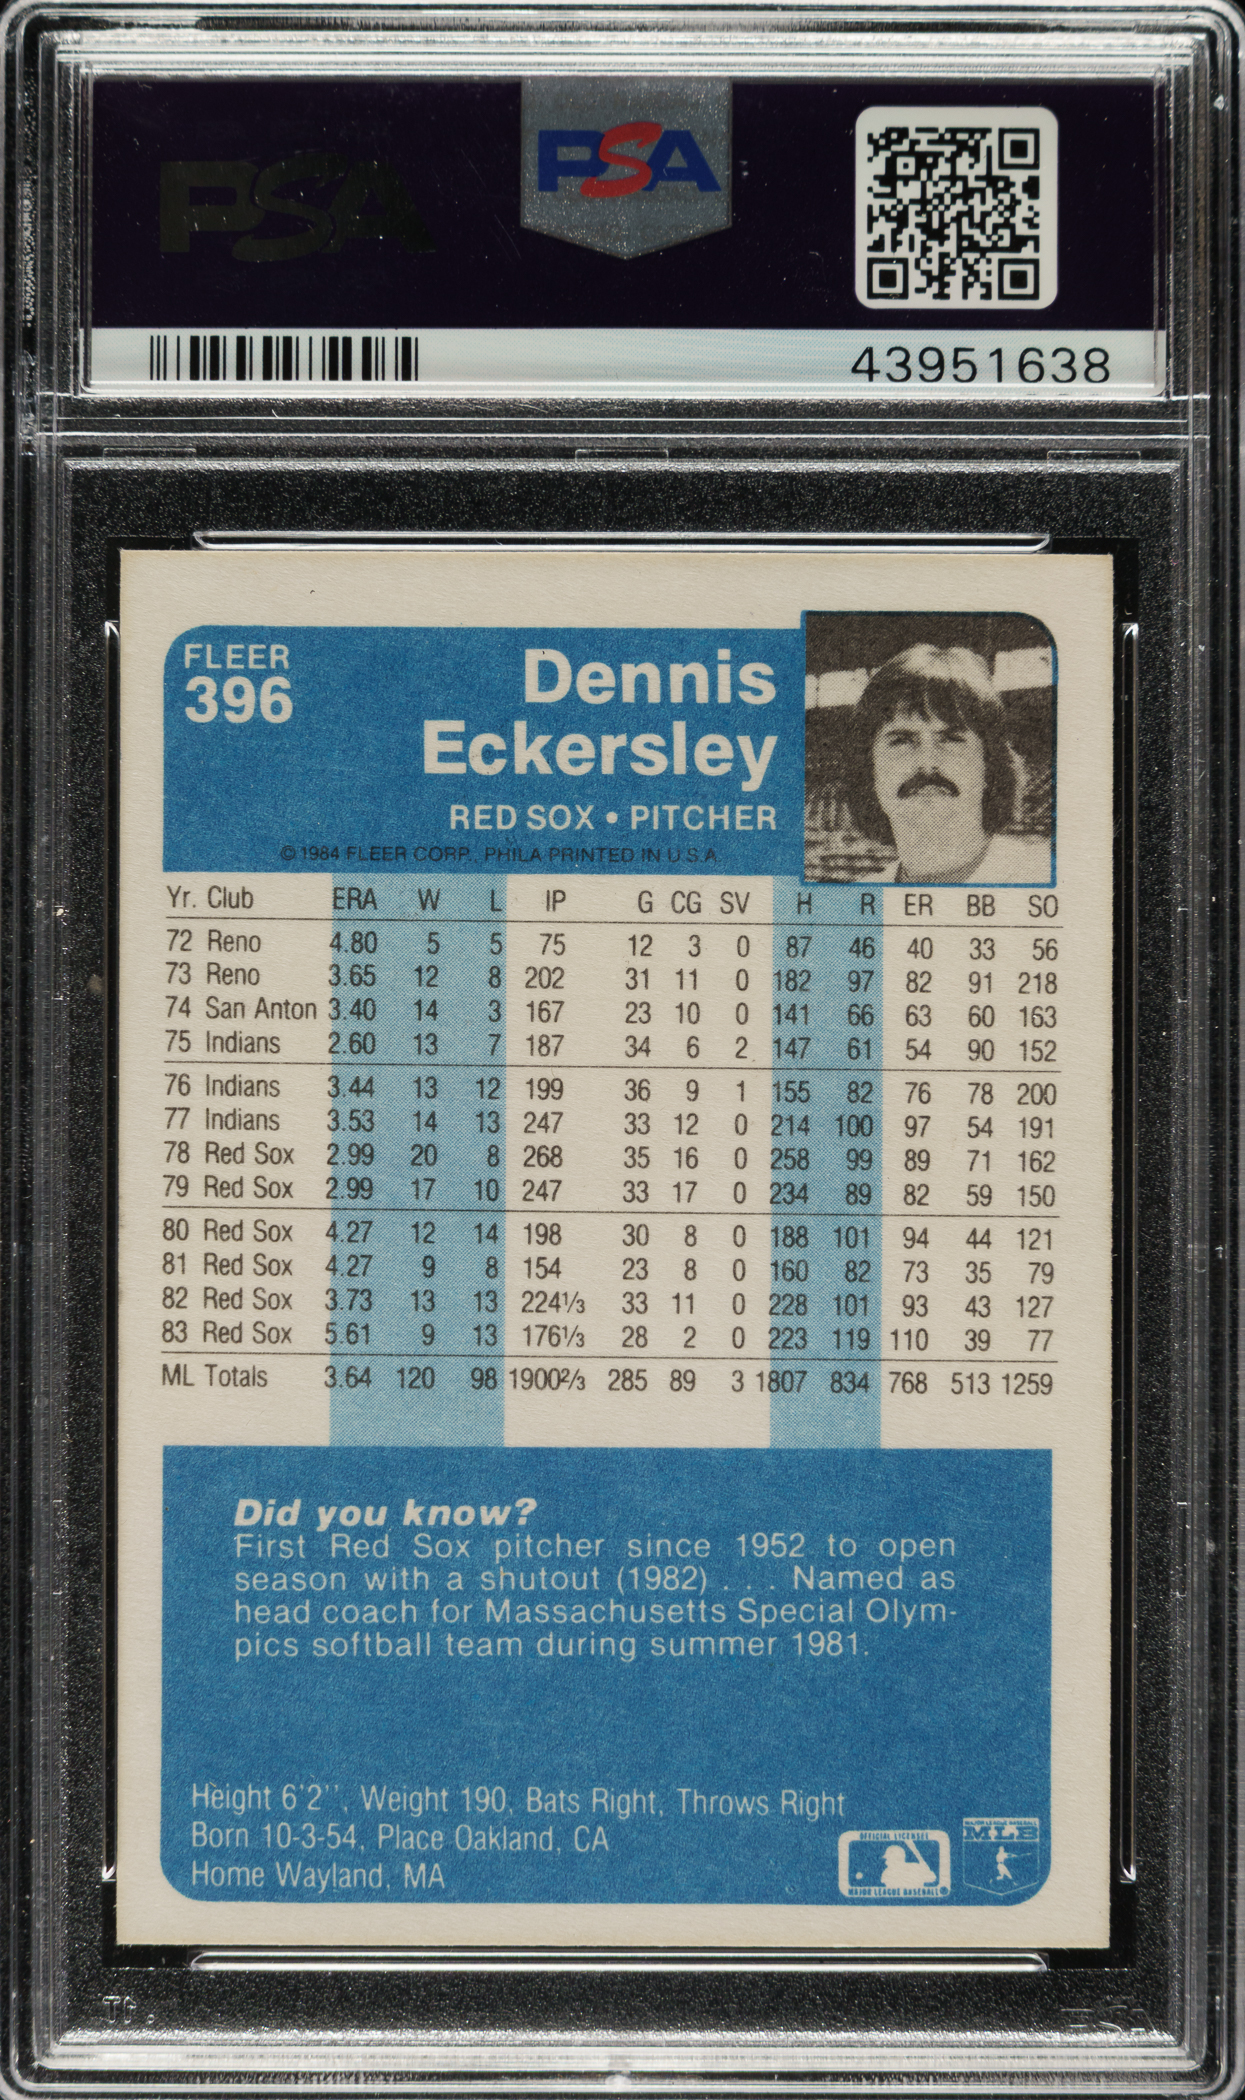 PSA
PSA
43951638
FLEER
396
Dennis
Eckersley
RED SOX • PITCHER
© 1984 FLEER CORP., PHILA PRINTED IN U.S.A.
Yr. Club ERA W L IP G CG SV H R ER BB SO
72 Reno 4.80 5 5 75 12 3 0 87 46 40 33 56
73 Reno 3.65 12 8 202 31 11 0 182 97 82 91 218
74 San Anton 3.40 14 3 167 23 10 0 141 66 63 60 163
75 Indians 2.60 13 7 187 34 6 2 147 61 54 90 152
76 Indians 3.44 13 12 199 36 9 1 155 82 76 78 200
77 Indians 3.53 14 13 247 33 12 0 214 100 97 54 191
78 Red Sox 2.99 20 8 268 35 16 0 258 99 89 71 162
79 Red Sox 2.99 17 10 247 33 17 0 234 89 82 59 150
80 Red Sox 4.27 12 14 198 30 8 0 188 101 94 44 121
81 Red Sox 4.27 9 8 154 23 8 0 160 82 73 35 79
82 Red Sox 3.73 13 13 224⅓ 33 11 0 228 101 93 43 127
83 Red Sox 5.61 9 13 176⅓ 28 2 0 223 119 110 39 77
ML Totals 3.64 120 98 1900⅔ 285 89 3 1807 834 768 513 1259
Did you know?
First Red Sox pitcher since 1952 to open
season with a shutout (1982) . . . Named as
head coach for Massachusetts Special Olym-
pics softball team during summer 1981.
Height 6'2'', Weight 190, Bats Right, Throws Right
Born 10-3-54, Place Oakland, CA
Home Wayland, MA
OFFICIAL LICENSEE
MAJOR LEAGUE BASEBALL
MAJOR LEAGUE BASEBALL
MLB
PSA